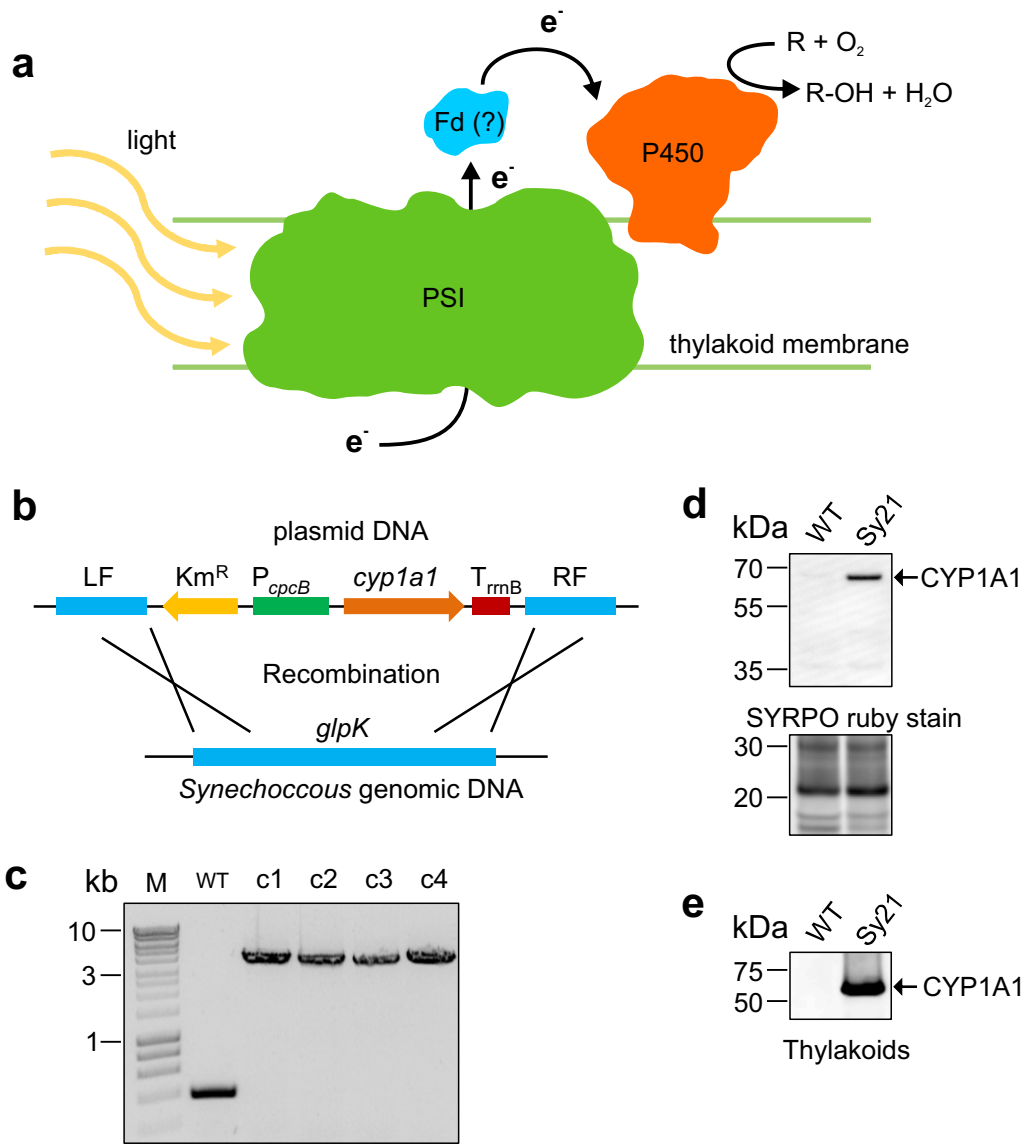 a
light
e⁻
Fd (?)
e⁻
R + O₂
R-OH + H₂O
P450
PSI
thylakoid membrane
e⁻
b
plasmid DNA
LF Kmᴿ P_cpcB cyp1a1 T_rrnB RF
Recombination
glpK
Synechoccous genomic DNA
c
kb M WT c1 c2 c3 c4
10
3
1
d
kDa WT Sy21
70
CYP1A1
55
35
SYRPO ruby stain
30
20
e
kDa WT Sy21
75
CYP1A1
50
Thylakoids